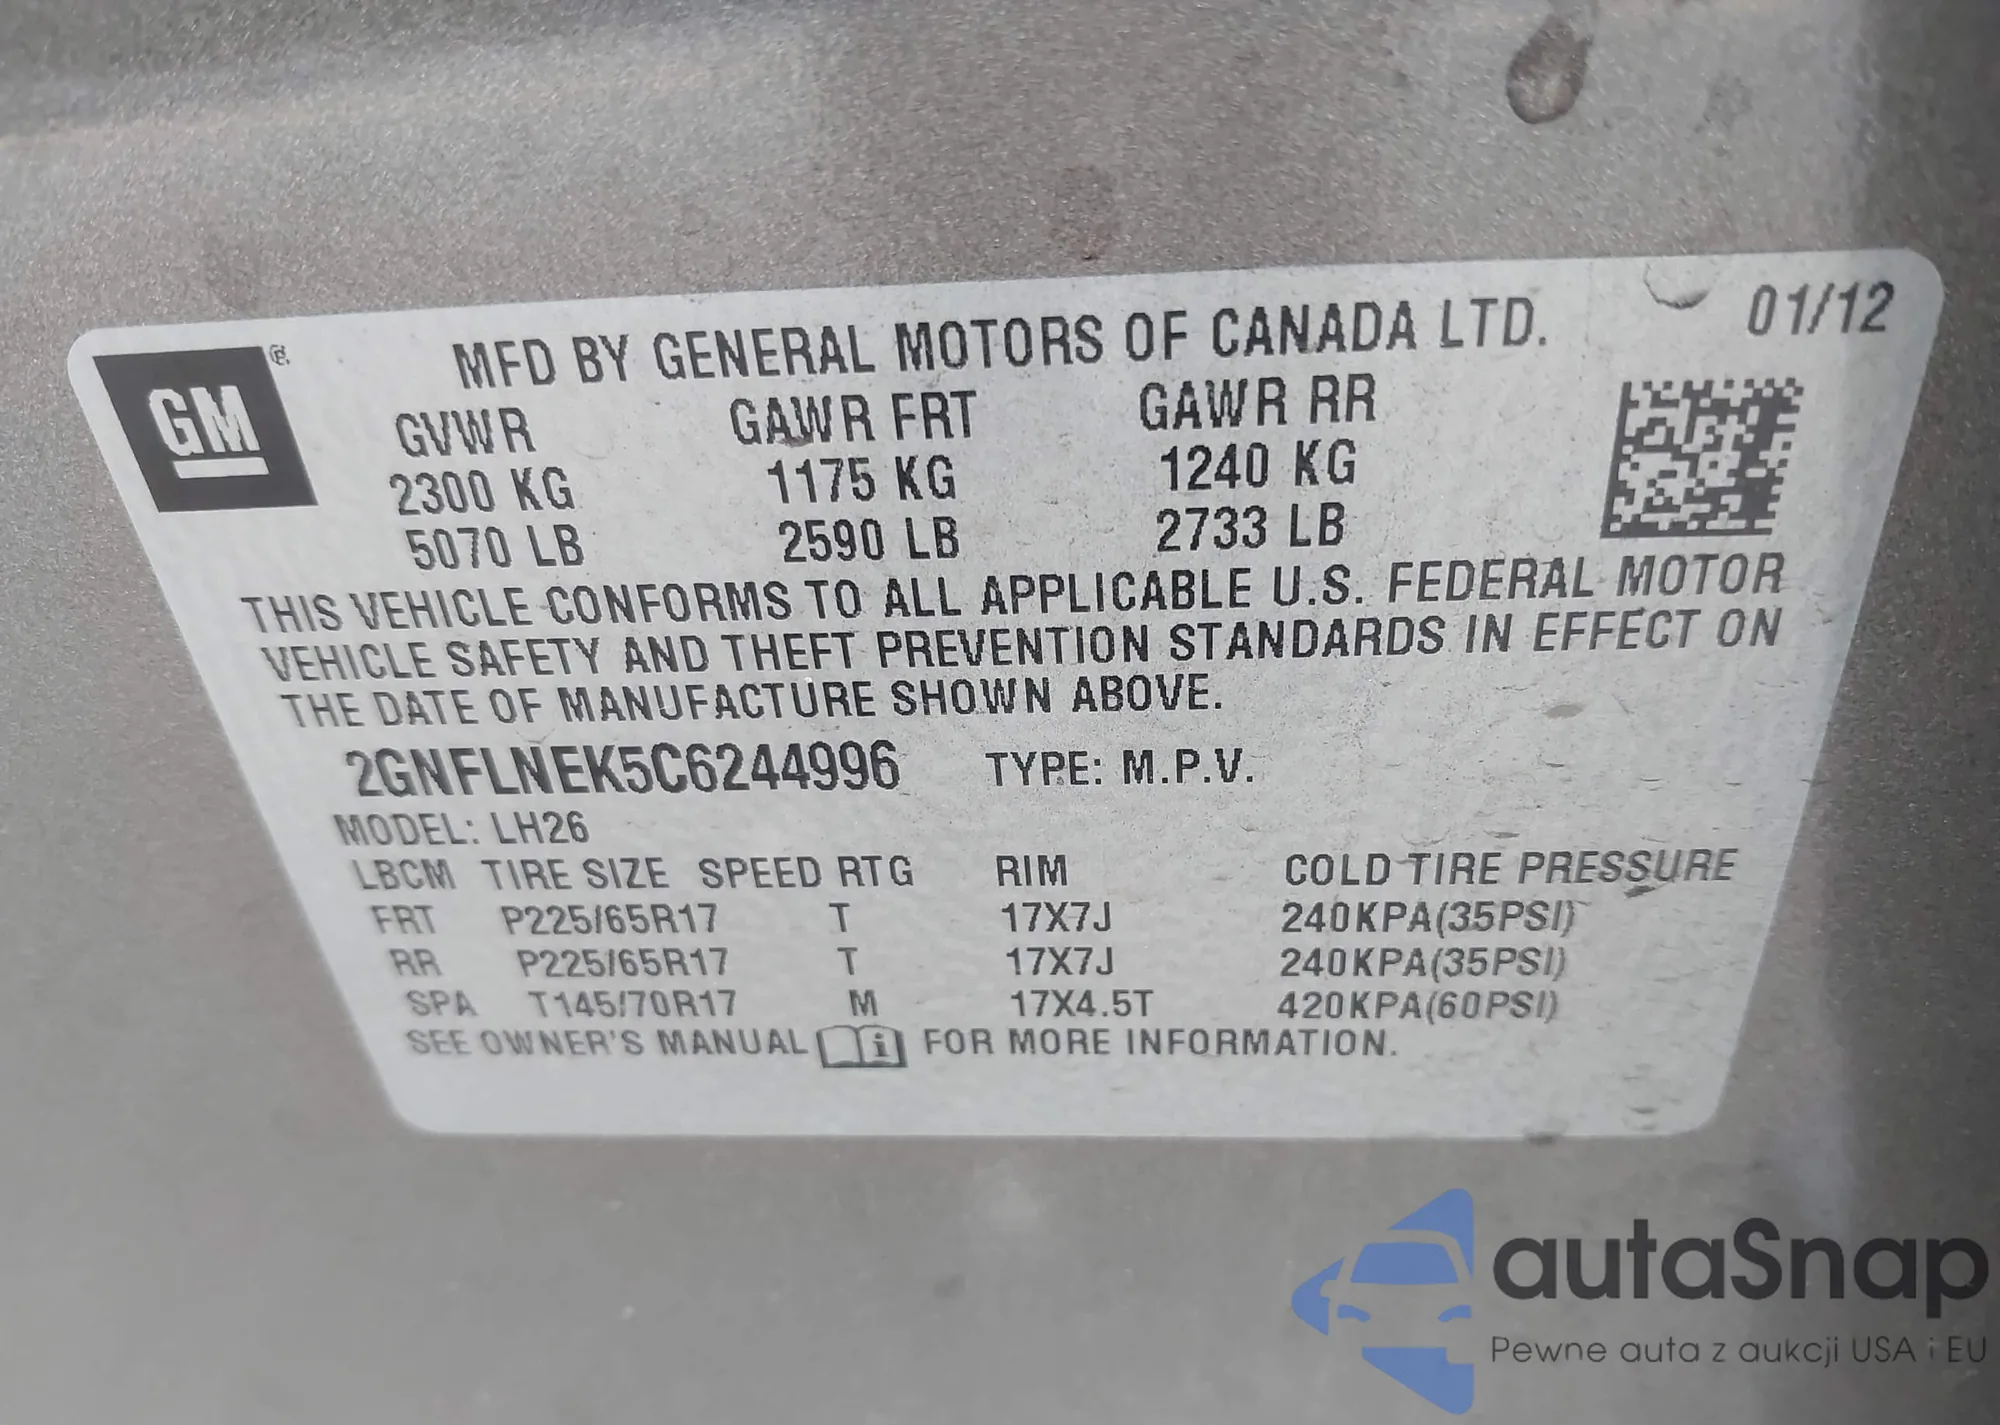 GM ® MFD BY GENERAL MOTORS OF CANADA LTD. 01/12
GVWR GAWR FRT GAWR RR
2300 KG 1175 KG 1240 KG
5070 LB 2590 LB 2733 LB
THIS VEHICLE CONFORMS TO ALL APPLICABLE U.S. FEDERAL MOTOR
VEHICLE SAFETY AND THEFT PREVENTION STANDARDS IN EFFECT ON
THE DATE OF MANUFACTURE SHOWN ABOVE.
2GNFLNEK5C6244996 TYPE: M.P.V.
MODEL: LH26
LBCM TIRE SIZE SPEED RTG RIM COLD TIRE PRESSURE
FRT P225/65R17 T 17X7J 240KPA(35PSI)
RR P225/65R17 T 17X7J 240KPA(35PSI)
SPA T145/70R17 M 17X4.5T 420KPA(60PSI)
SEE OWNER'S MANUAL i FOR MORE INFORMATION.
autaSnap
Pewne auta z aukcji USA i EU